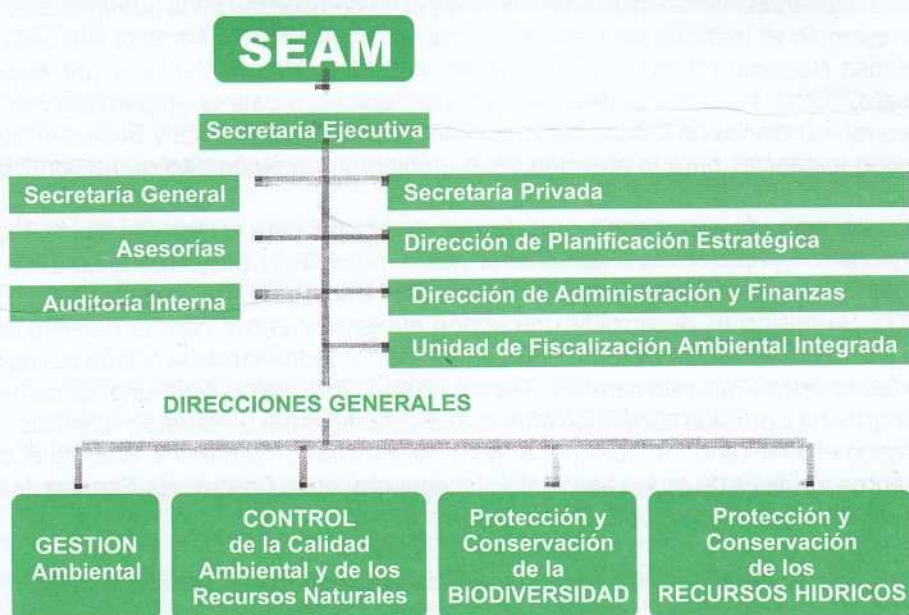 SEAM
Secretaría Ejecutiva
Secretaría General
Secretaría Privada
Asesorías
Dirección de Planificación Estratégica
Auditoría Interna
Dirección de Administración y Finanzas
Unidad de Fiscalización Ambiental Integrada
DIRECCIONES GENERALES
GESTION
Ambiental
CONTROL
de la Calidad
Ambiental y de los
Recursos Naturales
Protección y
Conservación
de la
BIODIVERSIDAD
Protección y
Conservación
de los
RECURSOS HIDRICOS